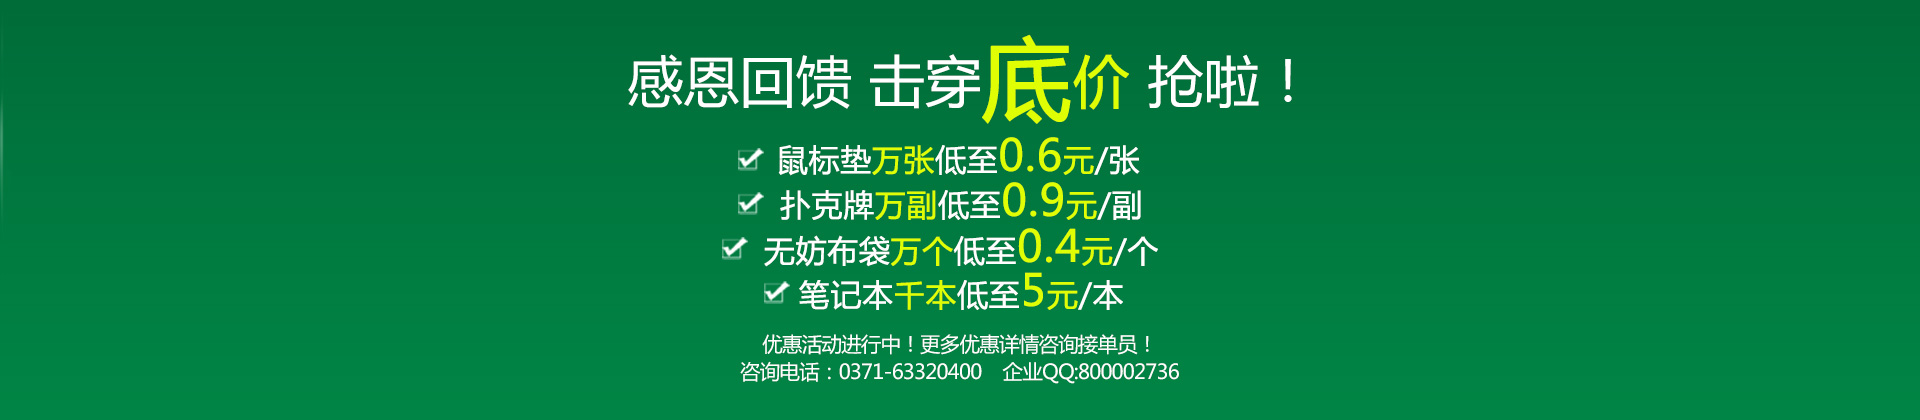 感恩回馈 击穿底价 抢啦！
鼠标垫万张低至0.6元/张
扑克牌万副低至0.9元/副
无妨布袋万个低至0.4元/个
笔记本千本低至5元/本
优惠活动进行中！更多优惠详情咨询接单员！
咨询电话：0371-63320400 企业QQ:800002736